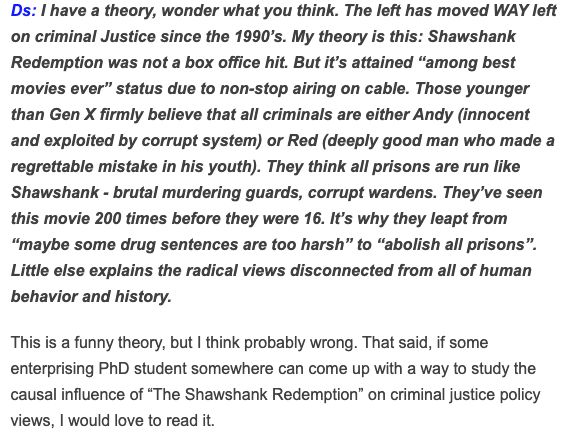 Ds: I have a theory, wonder what you think. The left has moved WAY left
on criminal Justice since the 1990’s. My theory is this: Shawshank
Redemption was not a box office hit. But it’s attained “among best
movies ever” status due to non-stop airing on cable. Those younger
than Gen X firmly believe that all criminals are either Andy (innocent
and exploited by corrupt system) or Red (deeply good man who made a
regrettable mistake in his youth). They think all prisons are run like
Shawshank - brutal murdering guards, corrupt wardens. They’ve seen
this movie 200 times before they were 16. It’s why they leapt from
“maybe some drug sentences are too harsh” to “abolish all prisons”.
Little else explains the radical views disconnected from all of human
behavior and history.
This is a funny theory, but I think probably wrong. That said, if some
enterprising PhD student somewhere can come up with a way to study the
causal influence of “The Shawshank Redemption” on criminal justice policy
views, I would love to read it.